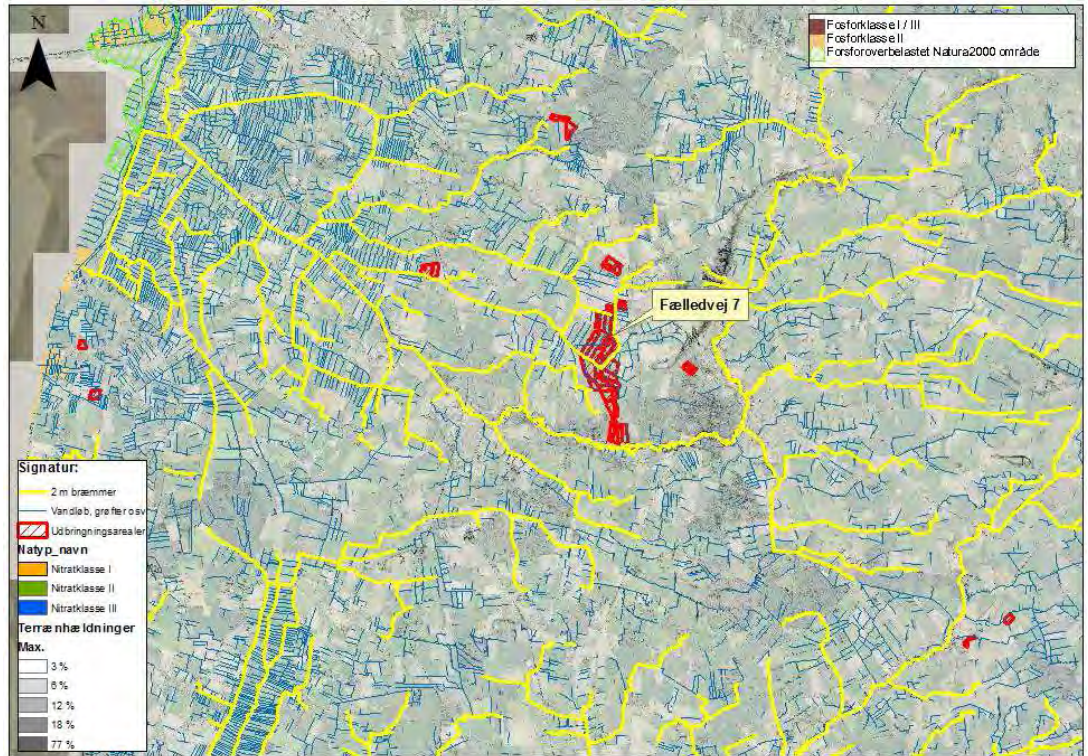 N
Fosforklasse I / III
Fosforklasse II
Forsforoverbelastet Natura2000 område
Fælledvej 7
Signatur:
2 m bræmmer
Vandløb, grøfter osv
Udbringningsarealer
Natyp_navn
Nitratklasse I
Nitratklasse II
Nitratklasse III
Terrænhældninger
Max.
3 %
6 %
12 %
18 %
77 %